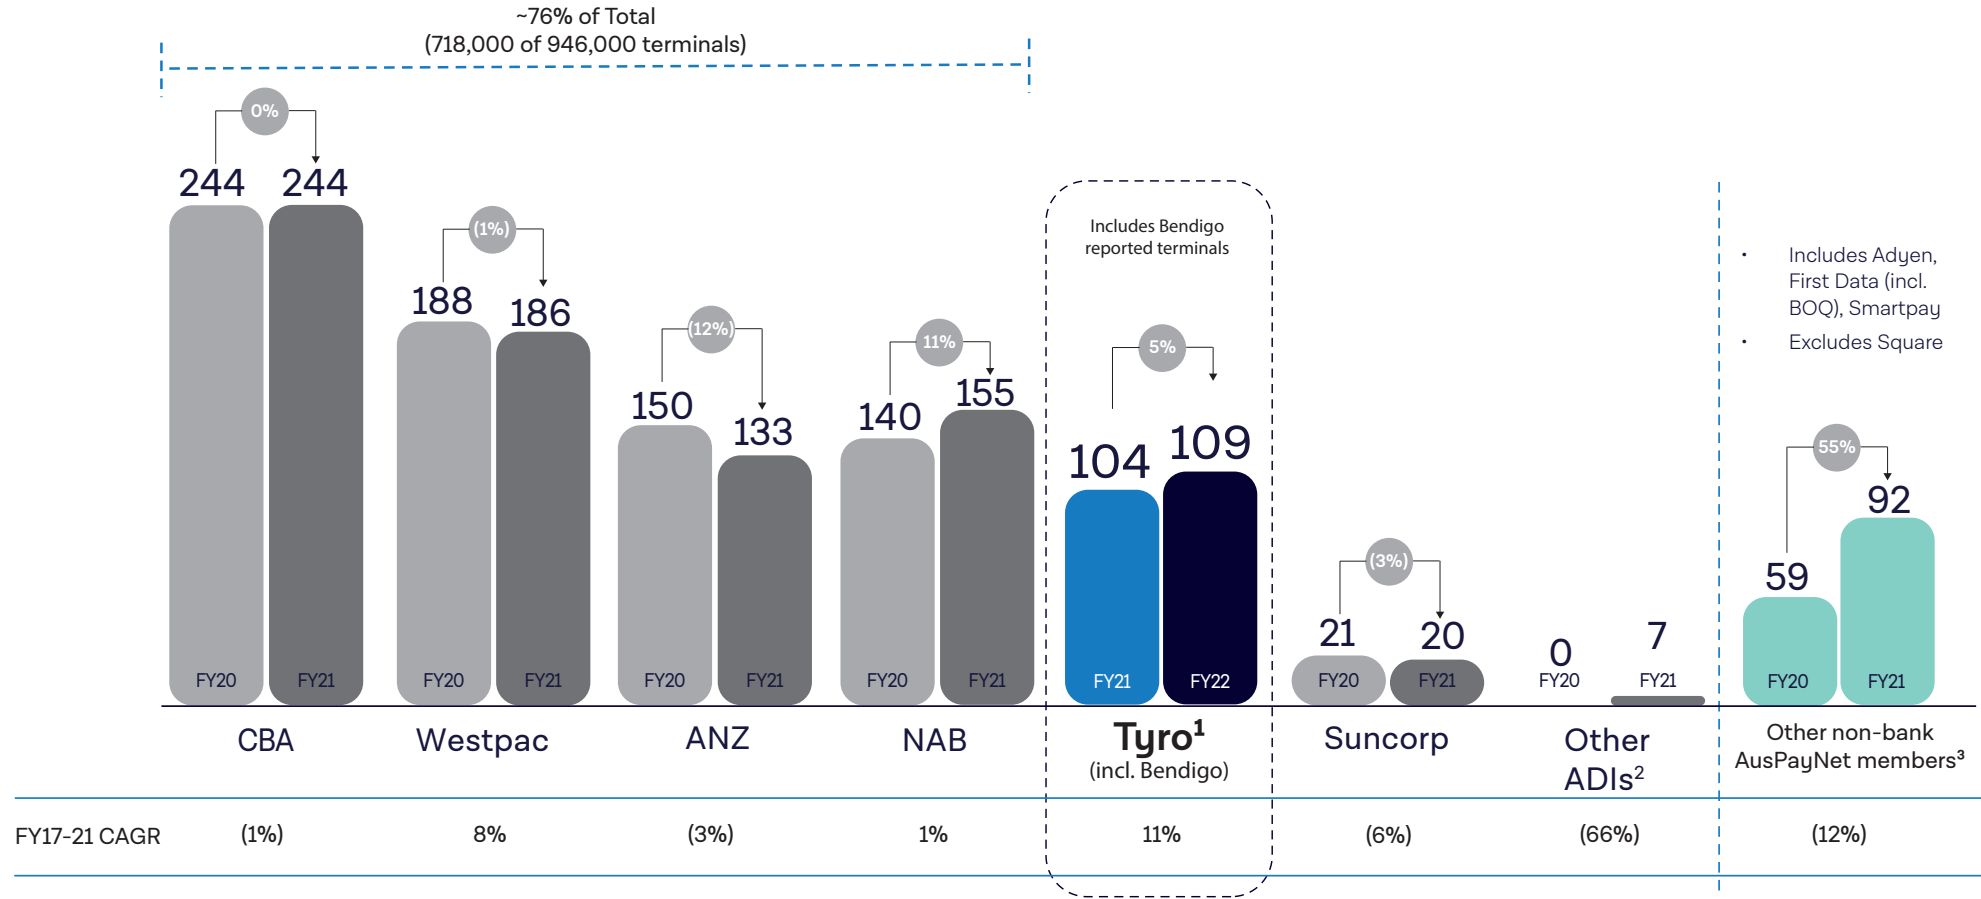 ~76% of Total
(718,000 of 946,000 terminals)
0%
244
244
FY20
FY21
CBA
(1%)
188
186
FY20
FY21
Westpac
(12%)
150
133
FY20
FY21
ANZ
11%
140
155
FY20
FY21
NAB
Includes Bendigo
reported terminals
5%
104
109
FY21
FY22
Tyro¹
(incl. Bendigo)
(3%)
21
20
FY20
FY21
Suncorp
0
7
FY20
FY21
Other
ADIs²
• Includes Adyen,
First Data (incl.
BOQ), Smartpay
• Excludes Square
55%
59
92
FY20
FY21
Other non-bank
AusPayNet members³
FY17-21 CAGR (1%) 8% (3%) 1% 11% (6%) (66%) (12%)